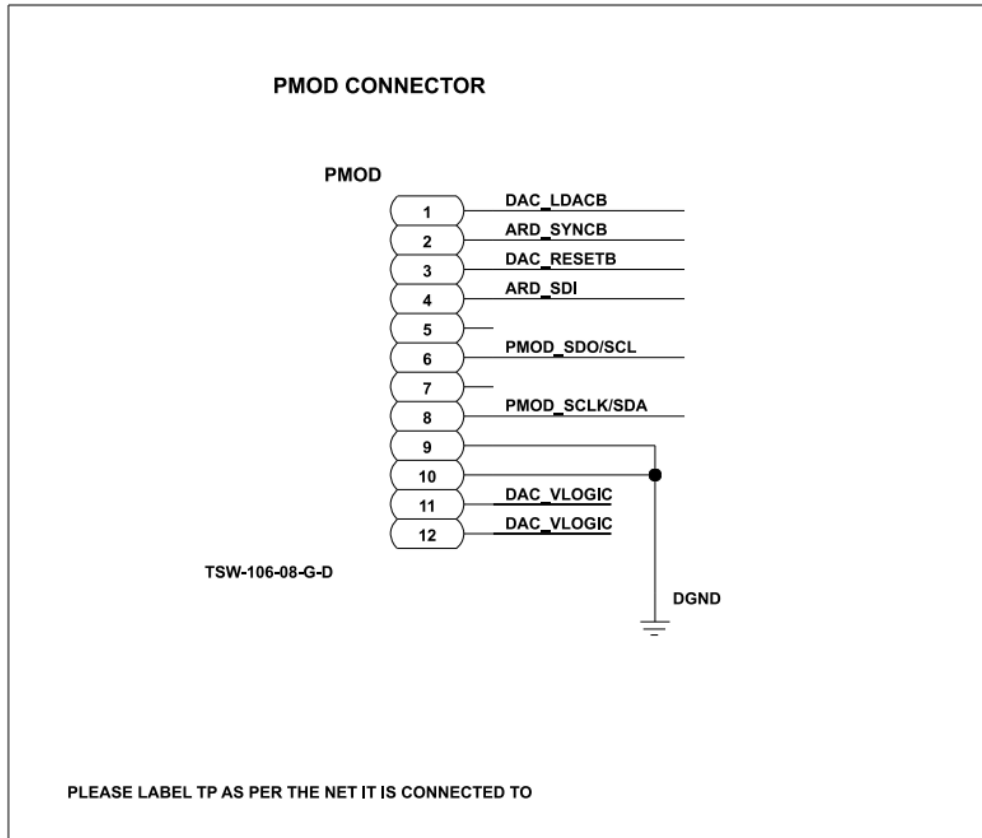 PMOD CONNECTOR
PMOD
1 DAC_LDACB
2 ARD_SYNCB
3 DAC_RESETB
4 ARD_SDI
5
6 PMOD_SDO/SCL
7
8 PMOD_SCLK/SDA
9
10
11 DAC_VLOGIC
12 DAC_VLOGIC
TSW-106-08-G-D
DGND
PLEASE LABEL TP AS PER THE NET IT IS CONNECTED TO